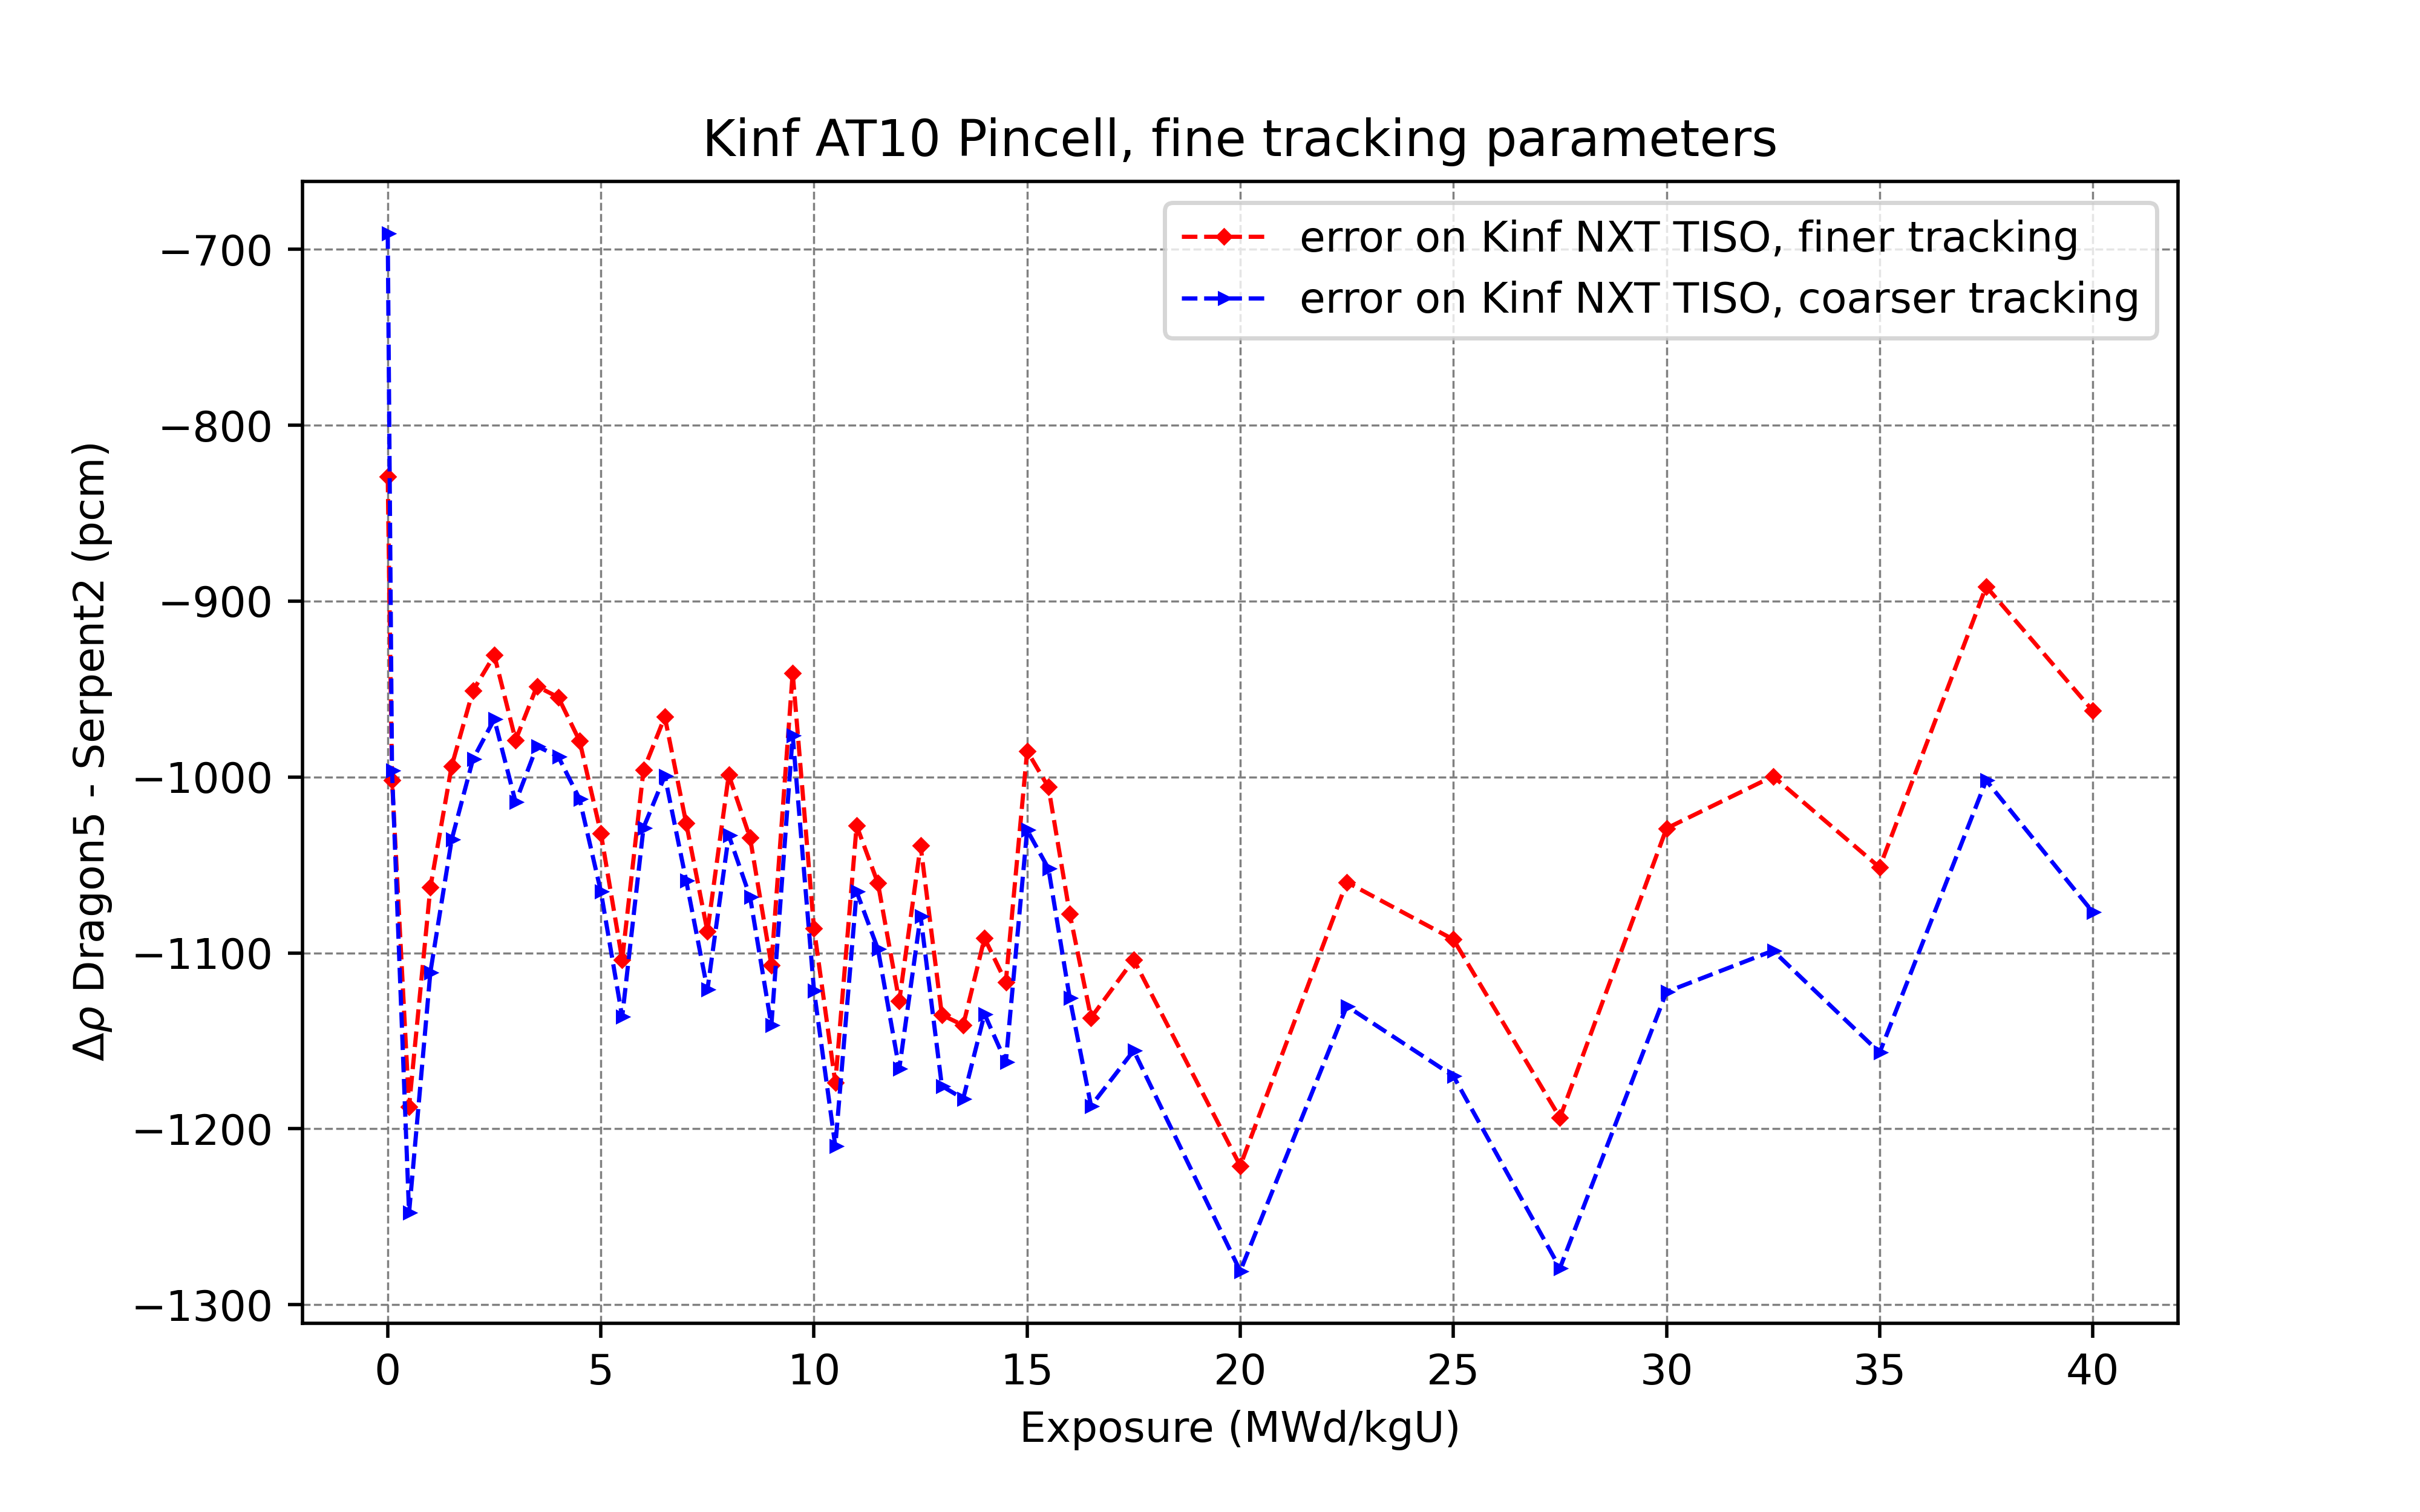 Kinf AT10 Pincell, fine tracking parameters
error on Kinf NXT TISO, finer tracking
error on Kinf NXT TISO, coarser tracking
Δρ Dragon5 - Serpent2 (pcm)
−700
−800
−900
−1000
−1100
−1200
−1300
0 5 10 15 20 25 30 35 40
Exposure (MWd/kgU)